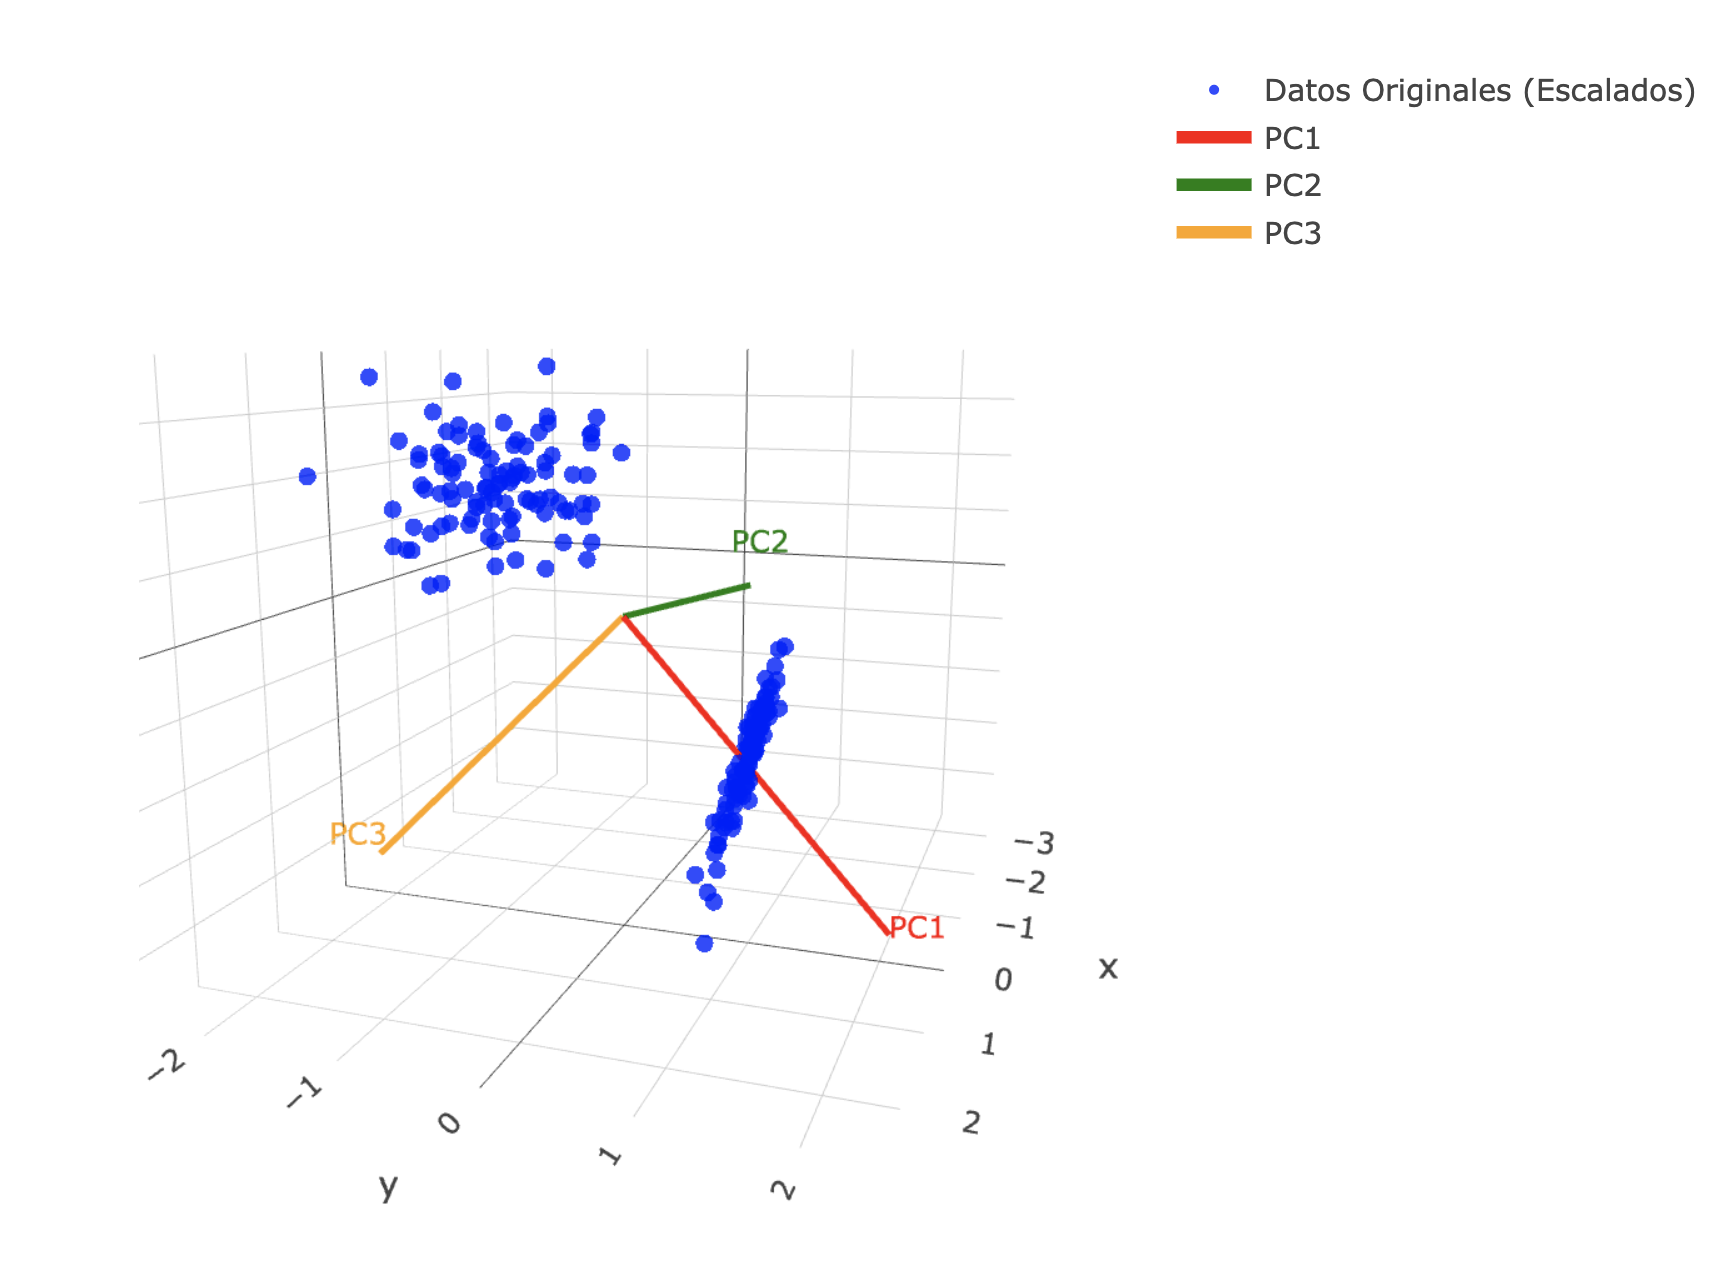 Datos Originales (Escalados)
PC1
PC2
PC3
PC2
PC3
PC1
−3
−2
−1
0
1
2
x
−2
−1
0
1
2
y